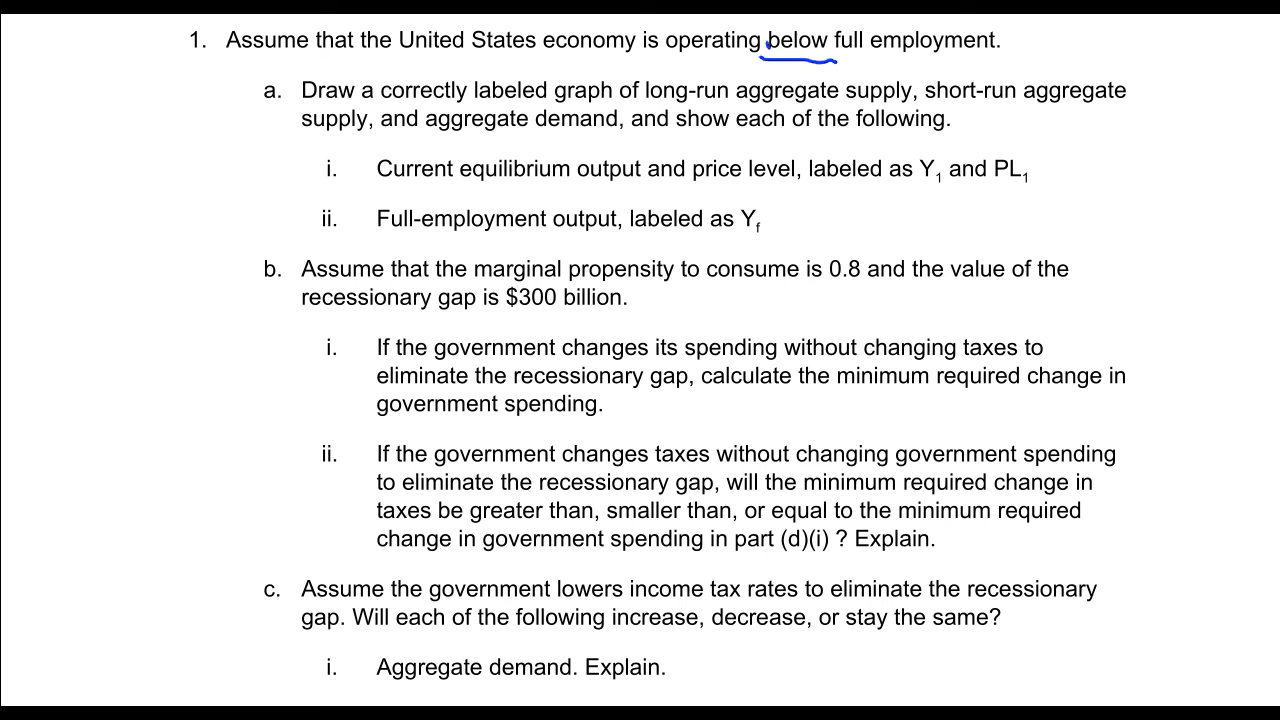 1. Assume that the United States economy is operating below full employment.
a. Draw a correctly labeled graph of long-run aggregate supply, short-run aggregate
supply, and aggregate demand, and show each of the following.
i. Current equilibrium output and price level, labeled as Y₁ and PL₁
ii. Full-employment output, labeled as Yf
b. Assume that the marginal propensity to consume is 0.8 and the value of the
recessionary gap is $300 billion.
i. If the government changes its spending without changing taxes to
eliminate the recessionary gap, calculate the minimum required change in
government spending.
ii. If the government changes taxes without changing government spending
to eliminate the recessionary gap, will the minimum required change in
taxes be greater than, smaller than, or equal to the minimum required
change in government spending in part (d)(i) ? Explain.
c. Assume the government lowers income tax rates to eliminate the recessionary
gap. Will each of the following increase, decrease, or stay the same?
i. Aggregate demand. Explain.